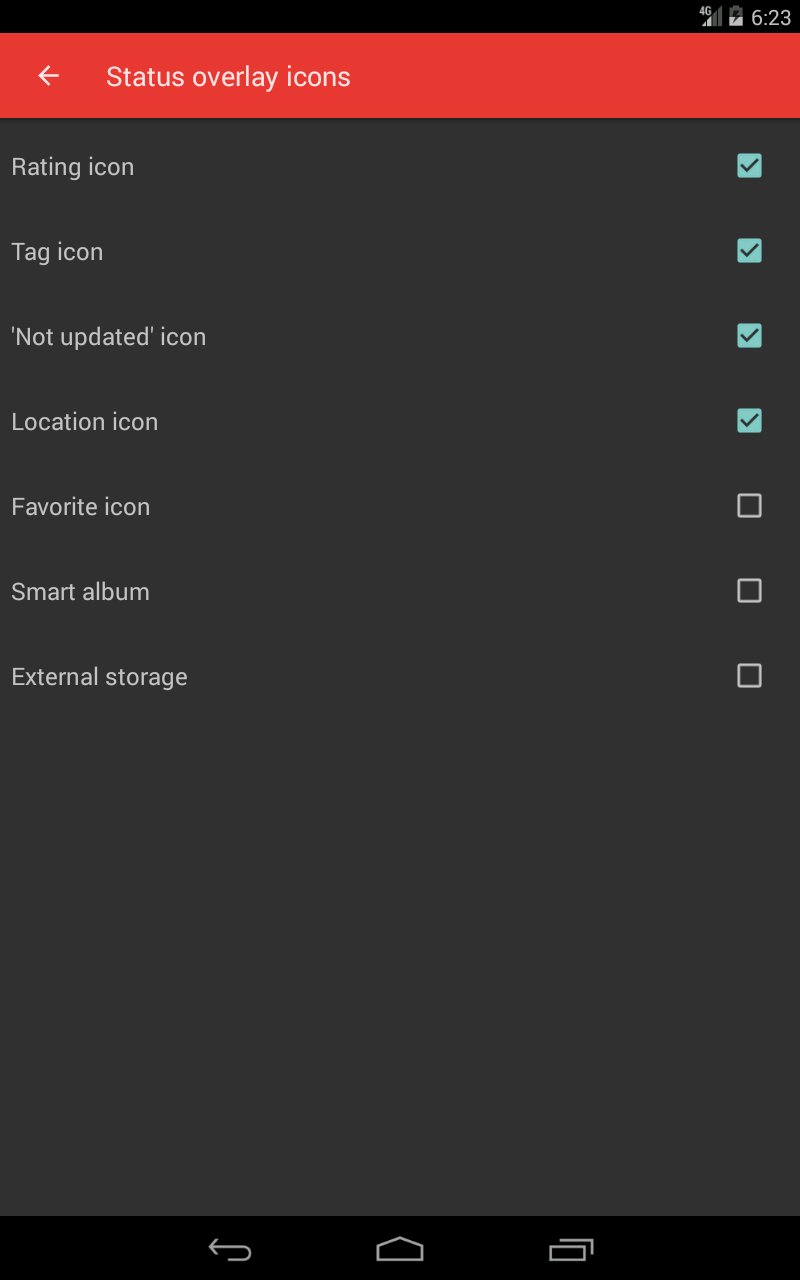 4G 6:23
Status overlay icons
Rating icon
Tag icon
'Not updated' icon
Location icon
Favorite icon
Smart album
External storage